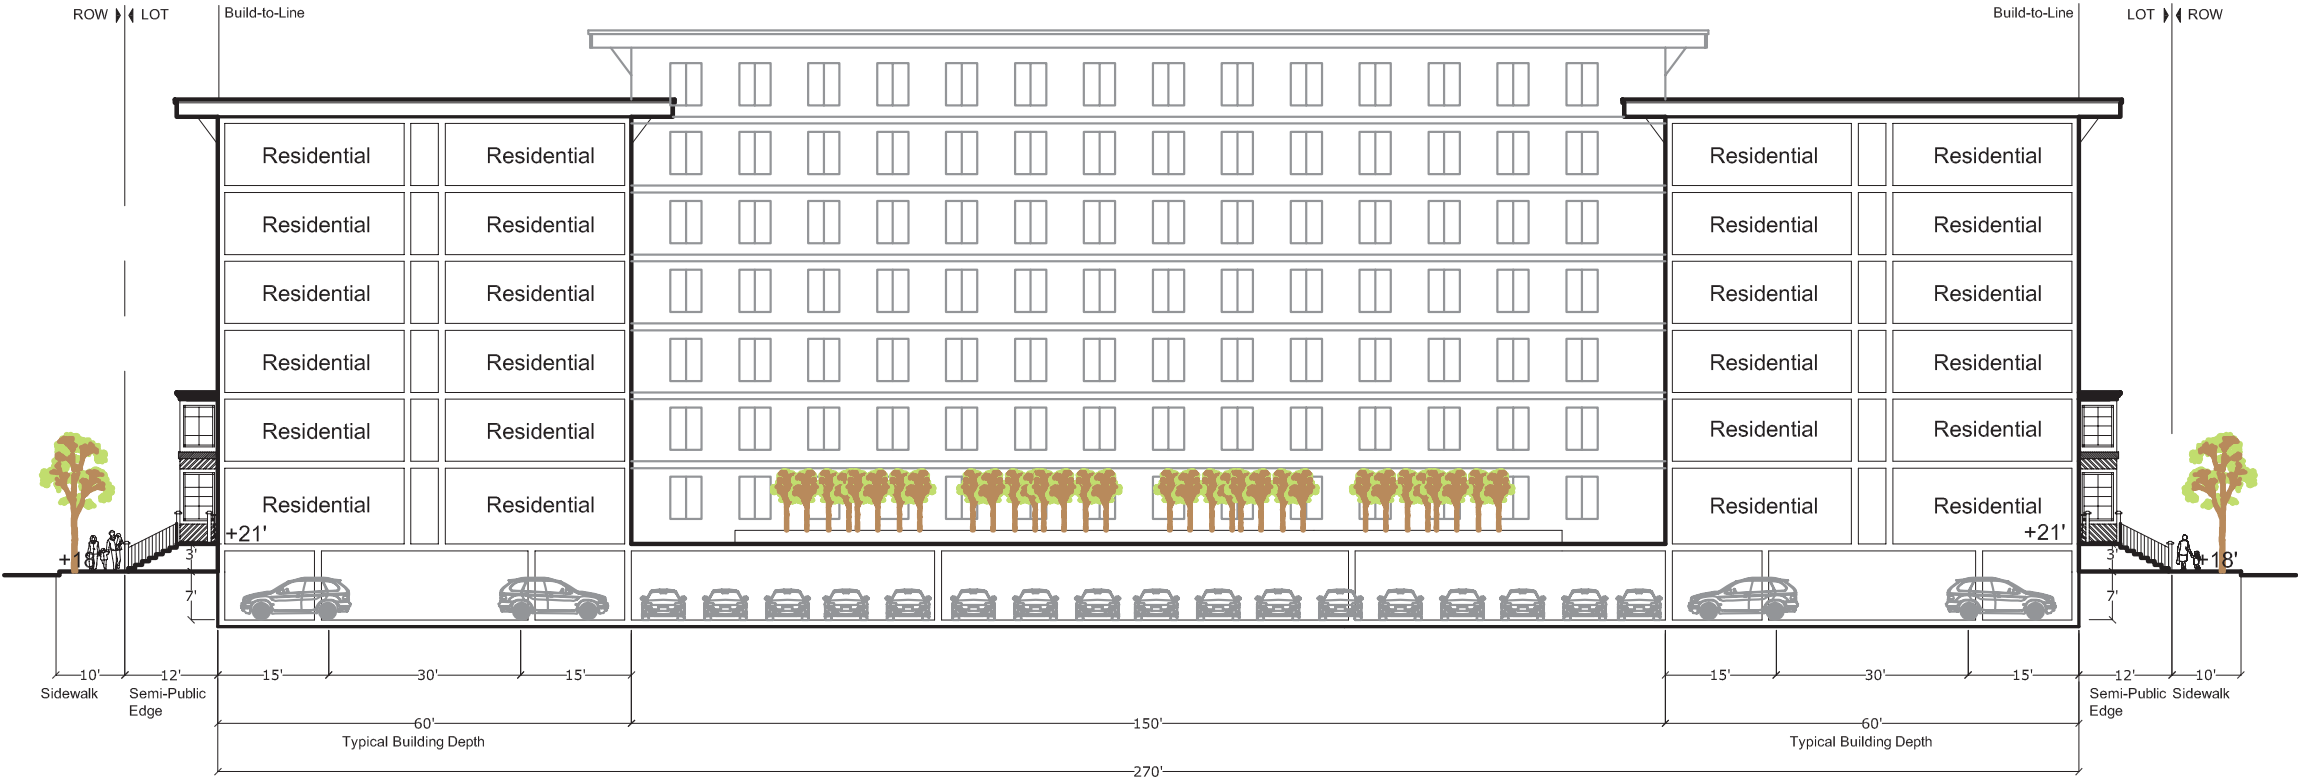 ROW LOT Build-to-Line Build-to-Line LOT ROW
Residential Residential Residential Residential
Residential Residential Residential Residential
Residential Residential Residential Residential
Residential Residential Residential Residential
Residential Residential Residential Residential
Residential Residential Residential Residential
+21' +21'
+18' 3' 3' +18'
7' 7'
10' 12' 15' 30' 15' 15' 30' 15' 12' 10'
Sidewalk Semi-Public Edge Semi-Public Edge Sidewalk
60' 150' 60'
Typical Building Depth Typical Building Depth
270'